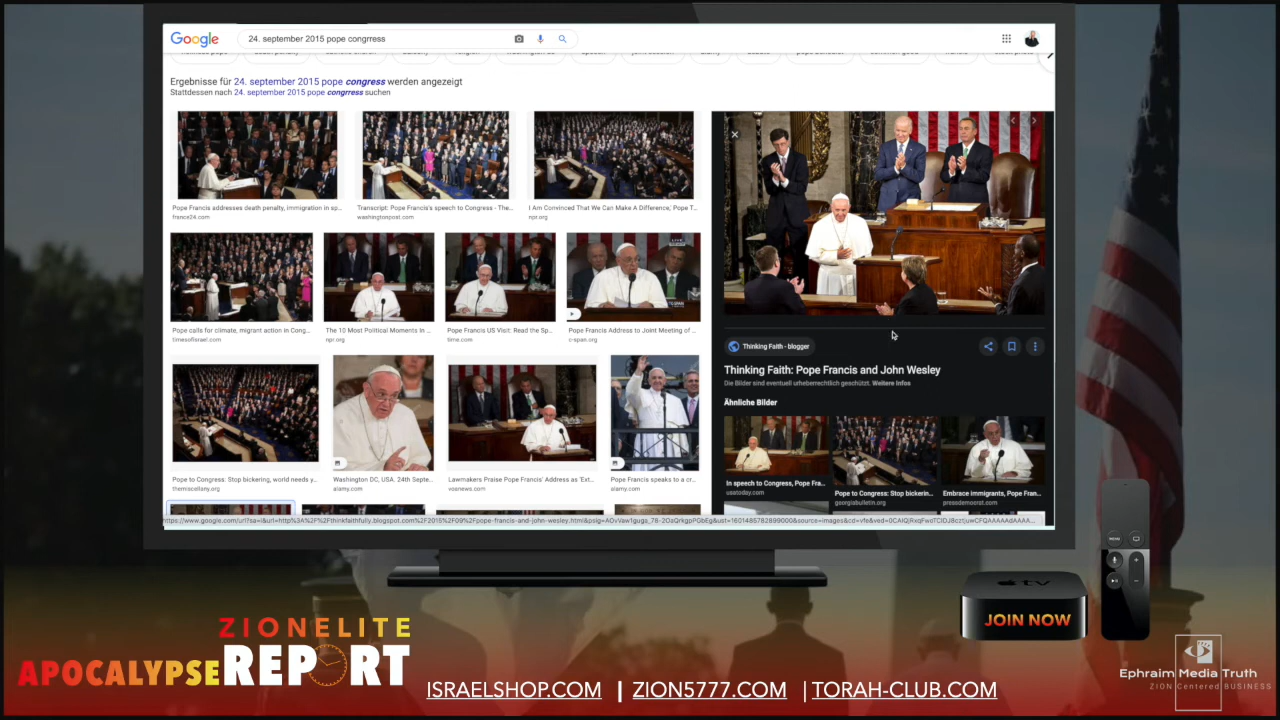 Google
24. september 2015 pope congrress
Ergebnisse für 24. september 2015 pope congress werden angezeigt
Stattdessen nach 24. september 2015 pope congrress suchen
Pope Francis addresses death penalty, immigration in sp...
france24.com
Transcript: Pope Francis's speech to Congress - The...
washingtonpost.com
I Am Convinced That We Can Make A Difference,' Pope T...
npr.org
Pope calls for climate, migrant action in Cong...
timesofisrael.com
The 10 Most Political Moments In ...
npr.org
Pope Francis US Visit: Read the Sp...
time.com
Pope Francis Address to Joint Meeting of ...
c-span.org
Pope to Congress: Stop bickering, world needs y...
themiscellany.org
Washington DC, USA. 24th Septe...
alamy.com
Lawmakers Praise Pope Francis' Address as 'Ext...
voanews.com
Pope Francis speaks to a cr...
alamy.com
Thinking Faith - blogger
Thinking Faith: Pope Francis and John Wesley
Die Bilder sind eventuell urheberrechtlich geschützt. Weitere Infos
Ähnliche Bilder
In speech to Congress, Pope Fra...
usatoday.com
Pope to Congress: Stop bickerin...
georgiabulletin.org
Embrace immigrants, Pope Fran...
pressdemocrat.com
tv
JOIN NOW
MENU
ZIONELITE
APOCALYPSE REPORT
ISRAELSHOP.COM | ZION5777.COM | TORAH-CLUB.COM
Ephraim Media Truth
ZION Centered BUSINESS